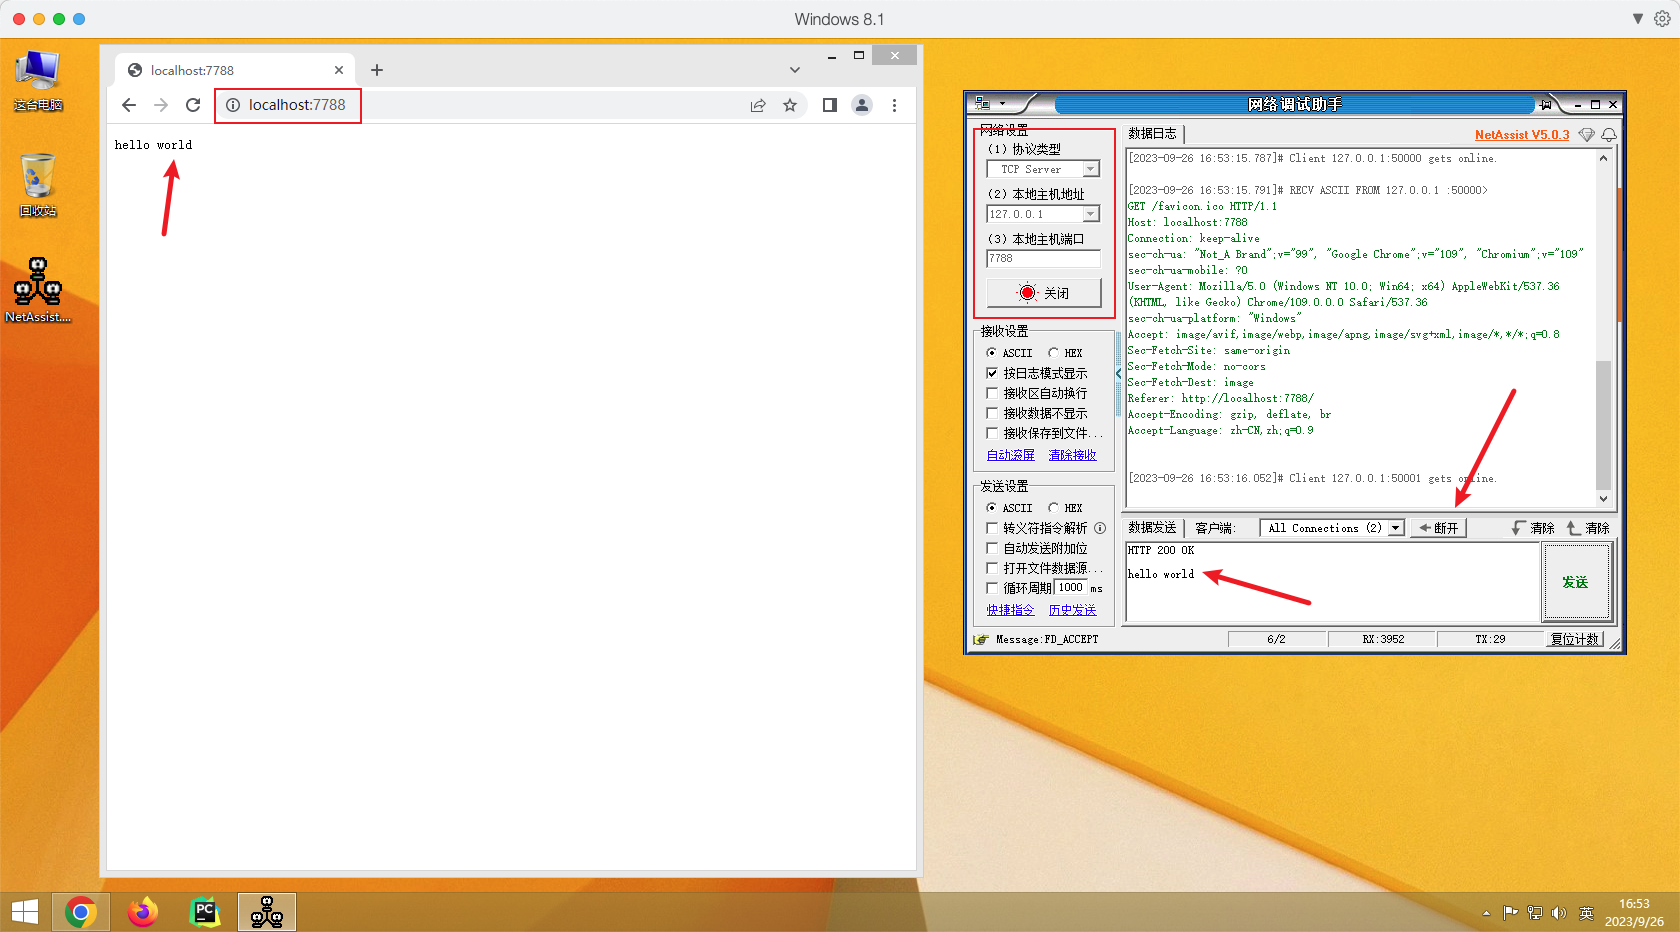 Windows 8.1
这台电脑
回收站
NetAssist....
localhost:7788
localhost:7788
hello world
网络调试助手
网络设置
(1) 协议类型
TCP Server
(2) 本地主机地址
127.0.0.1
(3) 本地主机端口
7788
关闭
接收设置
ASCII HEX
按日志模式显示
接收区自动换行
接收数据不显示
接收保存到文件...
自动滚屏 清除接收
发送设置
ASCII HEX
转义符指令解析
自动发送附加位
打开文件数据源...
循环周期 1000 ms
快捷指令 历史发送
数据日志
NetAssist V5.0.3
[2023-09-26 16:53:15.787]# Client 127.0.0.1:50000 gets online.
[2023-09-26 16:53:15.791]# RECV ASCII FROM 127.0.0.1 :50000>
GET /favicon.ico HTTP/1.1
Host: localhost:7788
Connection: keep-alive
sec-ch-ua: "Not_A Brand";v="99", "Google Chrome";v="109", "Chromium";v="109"
sec-ch-ua-mobile: ?0
User-Agent: Mozilla/5.0 (Windows NT 10.0; Win64; x64) AppleWebKit/537.36
(KHTML, like Gecko) Chrome/109.0.0.0 Safari/537.36
sec-ch-ua-platform: "Windows"
Accept: image/avif,image/webp,image/apng,image/svg+xml,image/*,*/*;q=0.8
Sec-Fetch-Site: same-origin
Sec-Fetch-Mode: no-cors
Sec-Fetch-Dest: image
Referer: http://localhost:7788/
Accept-Encoding: gzip, deflate, br
Accept-Language: zh-CN,zh;q=0.9
[2023-09-26 16:53:16.052]# Client 127.0.0.1:50001 gets online.
数据发送 客户端: All Connections (2) 断开 清除 清除
HTTP 200 OK
hello world
发送
Message:FD_ACCEPT 6/2 RX:3952 TX:29 复位计数
PC
英
16:53
2023/9/26